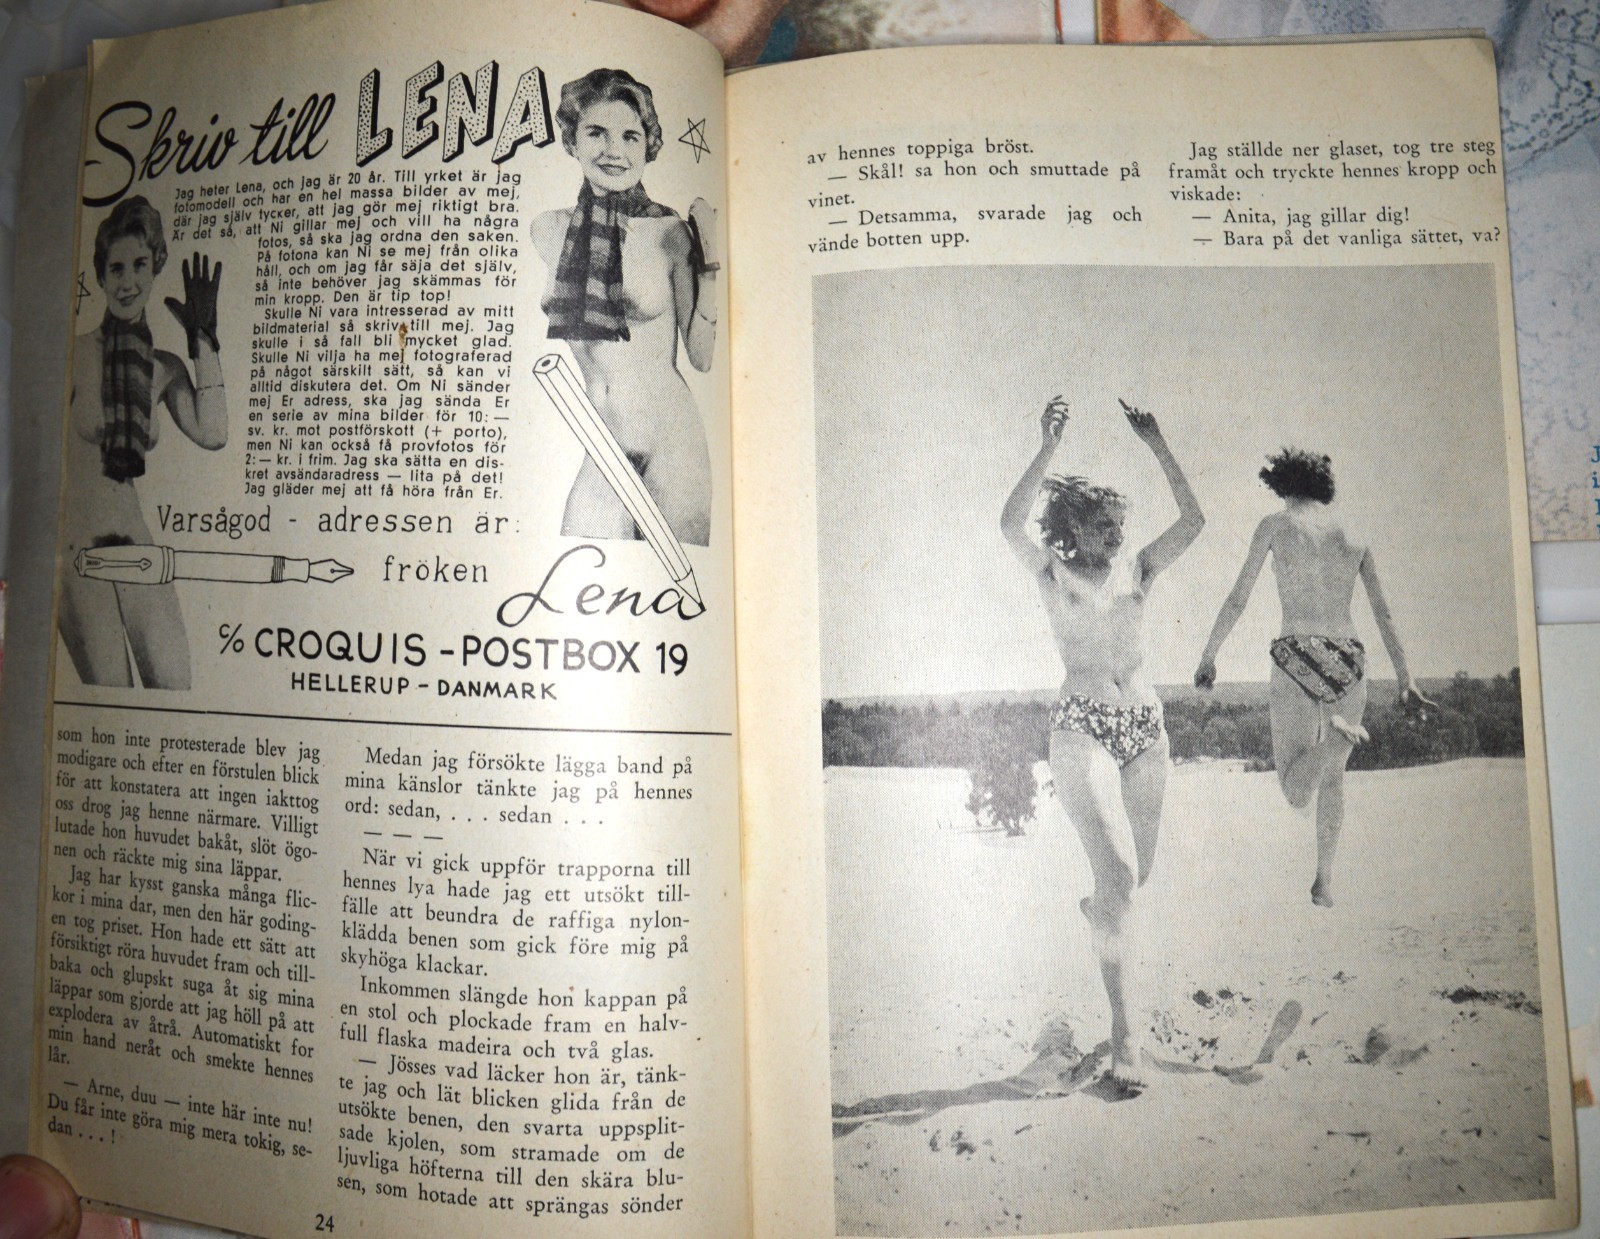 Skriv till LENA
Jag heter Lena, och jag är 20 år. Till yrket är jag
fotomodell och har en hel massa bilder av mej,
där jag själv tycker, att jag gör mej riktigt bra.
Är det så, att Ni gillar mej och vill ha några
fotos, så ska jag ordna den saken.
På fotona kan Ni se mej från olika
håll, och om jag får säja det själv,
så inte behöver jag skämmas för
min kropp. Den är tip top!
Skulle Ni vara intresserad av mitt
bildmaterial så skriv till mej. Jag
skulle i så fall bli mycket glad.
Skulle Ni vilja ha mej fotograferad
på något särskilt sätt, så kan vi
alltid diskutera det. Om Ni sänder
mej Er adress, ska jag sända Er
en serie av mina bilder för 10: —
sv. kr. mot postförskott (+ porto),
men Ni kan också få provfotos för
2: — kr. i frim. Jag ska sätta en dis-
kret avsändaradress — lita på det!
Jag gläder mej att få höra från Er.
Varsågod - adressen är:
fröken Lena
c/o CROQUIS - POSTBOX 19
HELLERUP - DANMARK
som hon inte protesterade blev jag
modigare och efter en förstulen blick
för att konstatera att ingen iakttog
oss drog jag henne närmare. Villigt
lutade hon huvudet bakåt, slöt ögo-
nen och räckte mig sina läppar.
Jag har kysst ganska många flic-
kor i mina dar, men den här goding-
en tog priset. Hon hade ett sätt att
försiktigt röra huvudet fram och till-
baka och glupskt suga åt sig mina
läppar som gjorde att jag höll på att
explodera av åtrå. Automatiskt for
min hand neråt och smekte hennes
lår.
— Arne, duu — inte här inte nu!
Du får inte göra mig mera tokig, se-
dan . . . !
Medan jag försökte lägga band på
mina känslor tänkte jag på hennes
ord: sedan, . . . sedan . . .
— — —
När vi gick uppför trapporna till
hennes lya hade jag ett utsökt till-
fälle att beundra de raffiga nylon-
klädda benen som gick före mig på
skyhöga klackar.
Inkommen slängde hon kappan på
en stol och plockade fram en halv-
full flaska madeira och två glas.
— Jösses vad läcker hon är, tänk-
te jag och lät blicken glida från de
utsökta benen, den svarta uppsplit-
sade kjolen, som stramade om de
ljuvliga höfterna till den skära blu-
sen, som hotade att sprängas sönder
24
av hennes toppiga bröst.
— Skål! sa hon och smuttade på
vinet.
— Detsamma, svarade jag och
vände botten upp.
Jag ställde ner glaset, tog tre steg
framåt och tryckte hennes kropp och
viskade:
— Anita, jag gillar dig!
— Bara på det vanliga sättet, va?